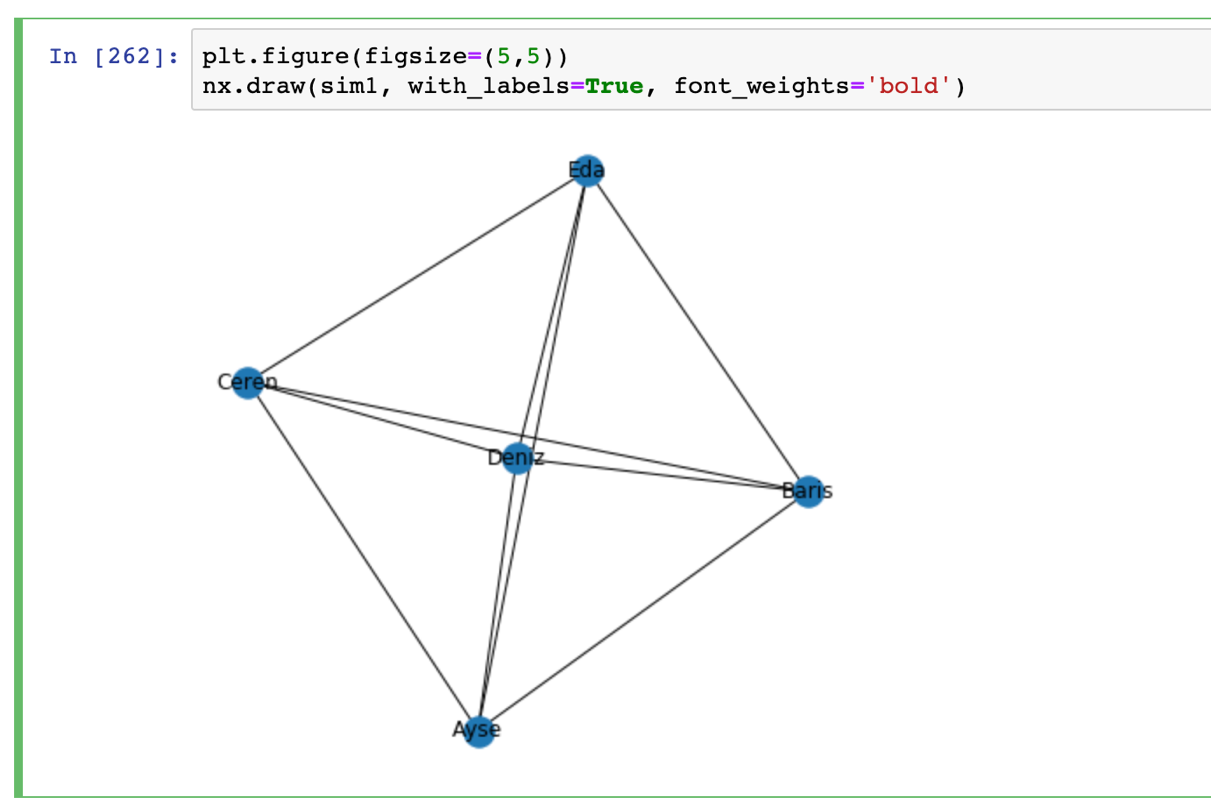 In [262]:
plt.figure(figsize=(5,5))
nx.draw(sim1, with_labels=True, font_weights='bold')
Eda
Ceren
Deniz
Baris
Ayse